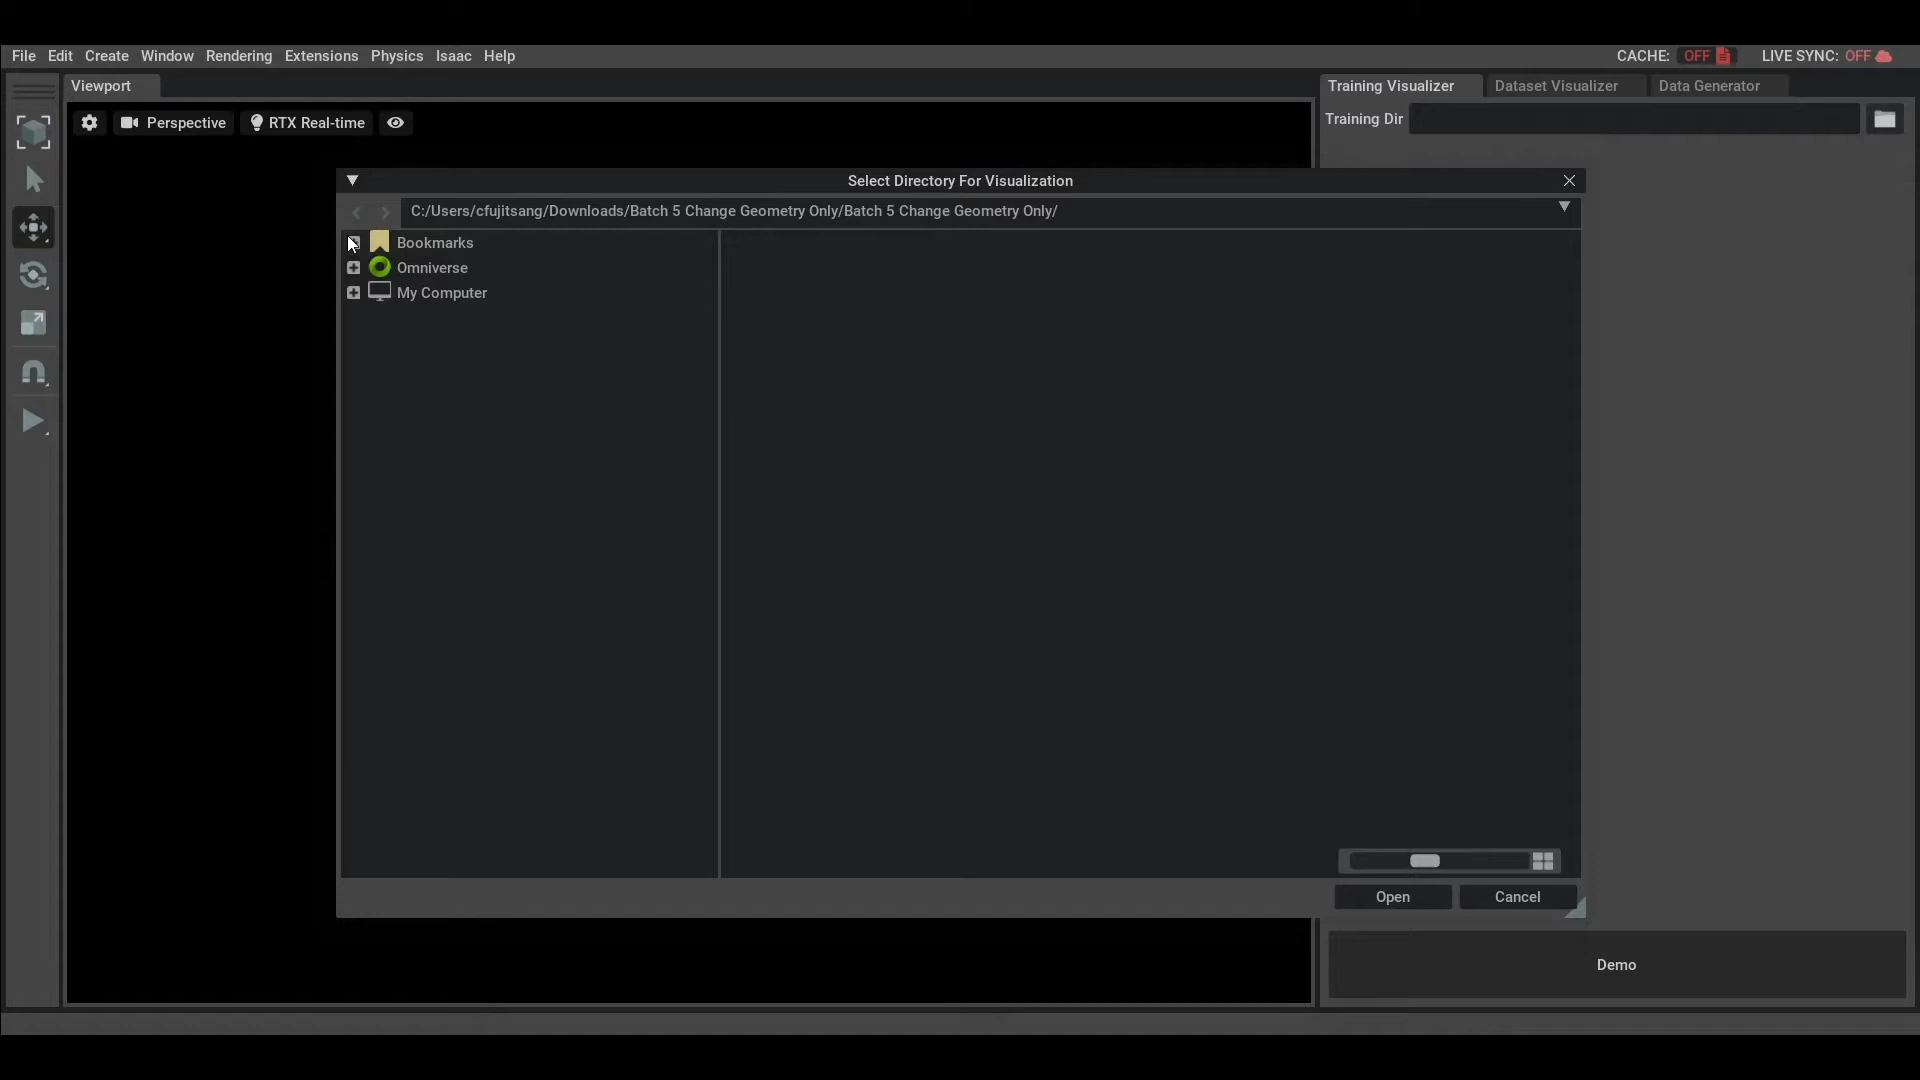 File Edit Create Window Rendering Extensions Physics Isaac Help
CACHE: OFF LIVE SYNC: OFF
Viewport
Training Visualizer Dataset Visualizer Data Generator
Perspective RTX Real-time
Training Dir
Select Directory For Visualization
C:/Users/cfujitsang/Downloads/Batch 5 Change Geometry Only/Batch 5 Change Geometry Only/
Bookmarks
Omniverse
My Computer
Open Cancel
Demo